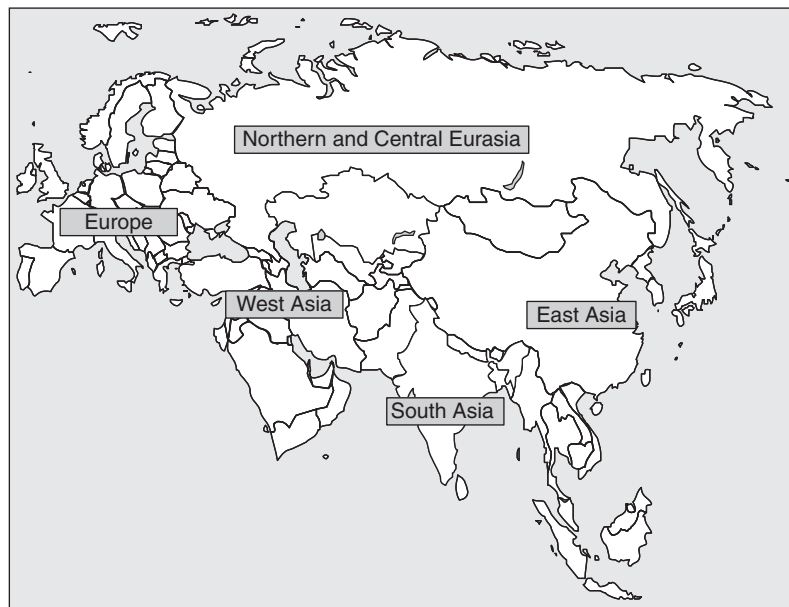 Northern and Central Eurasia
Europe
West Asia
East Asia
South Asia